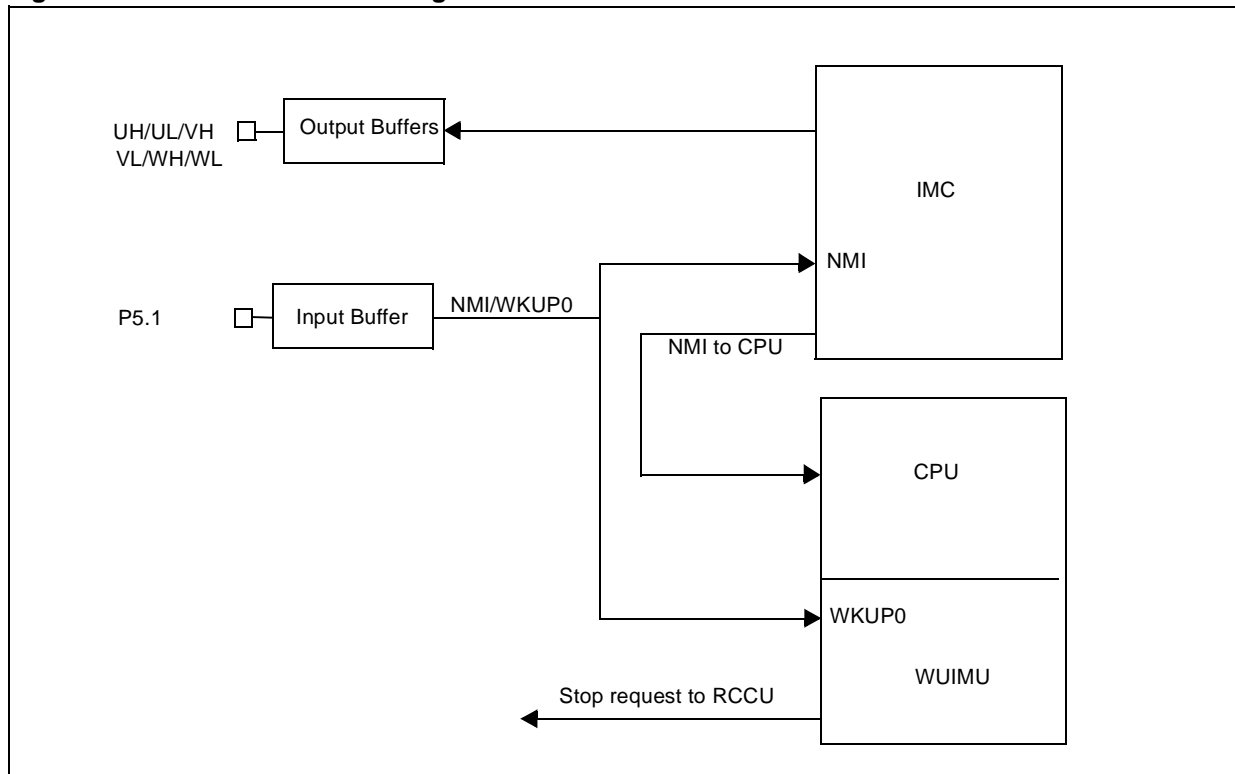 UH/UL/VH
VL/WH/WL
Output Buffers
IMC
NMI
P5.1
Input Buffer
NMI/WKUP0
NMI to CPU
CPU
WKUP0
WUIMU
Stop request to RCCU